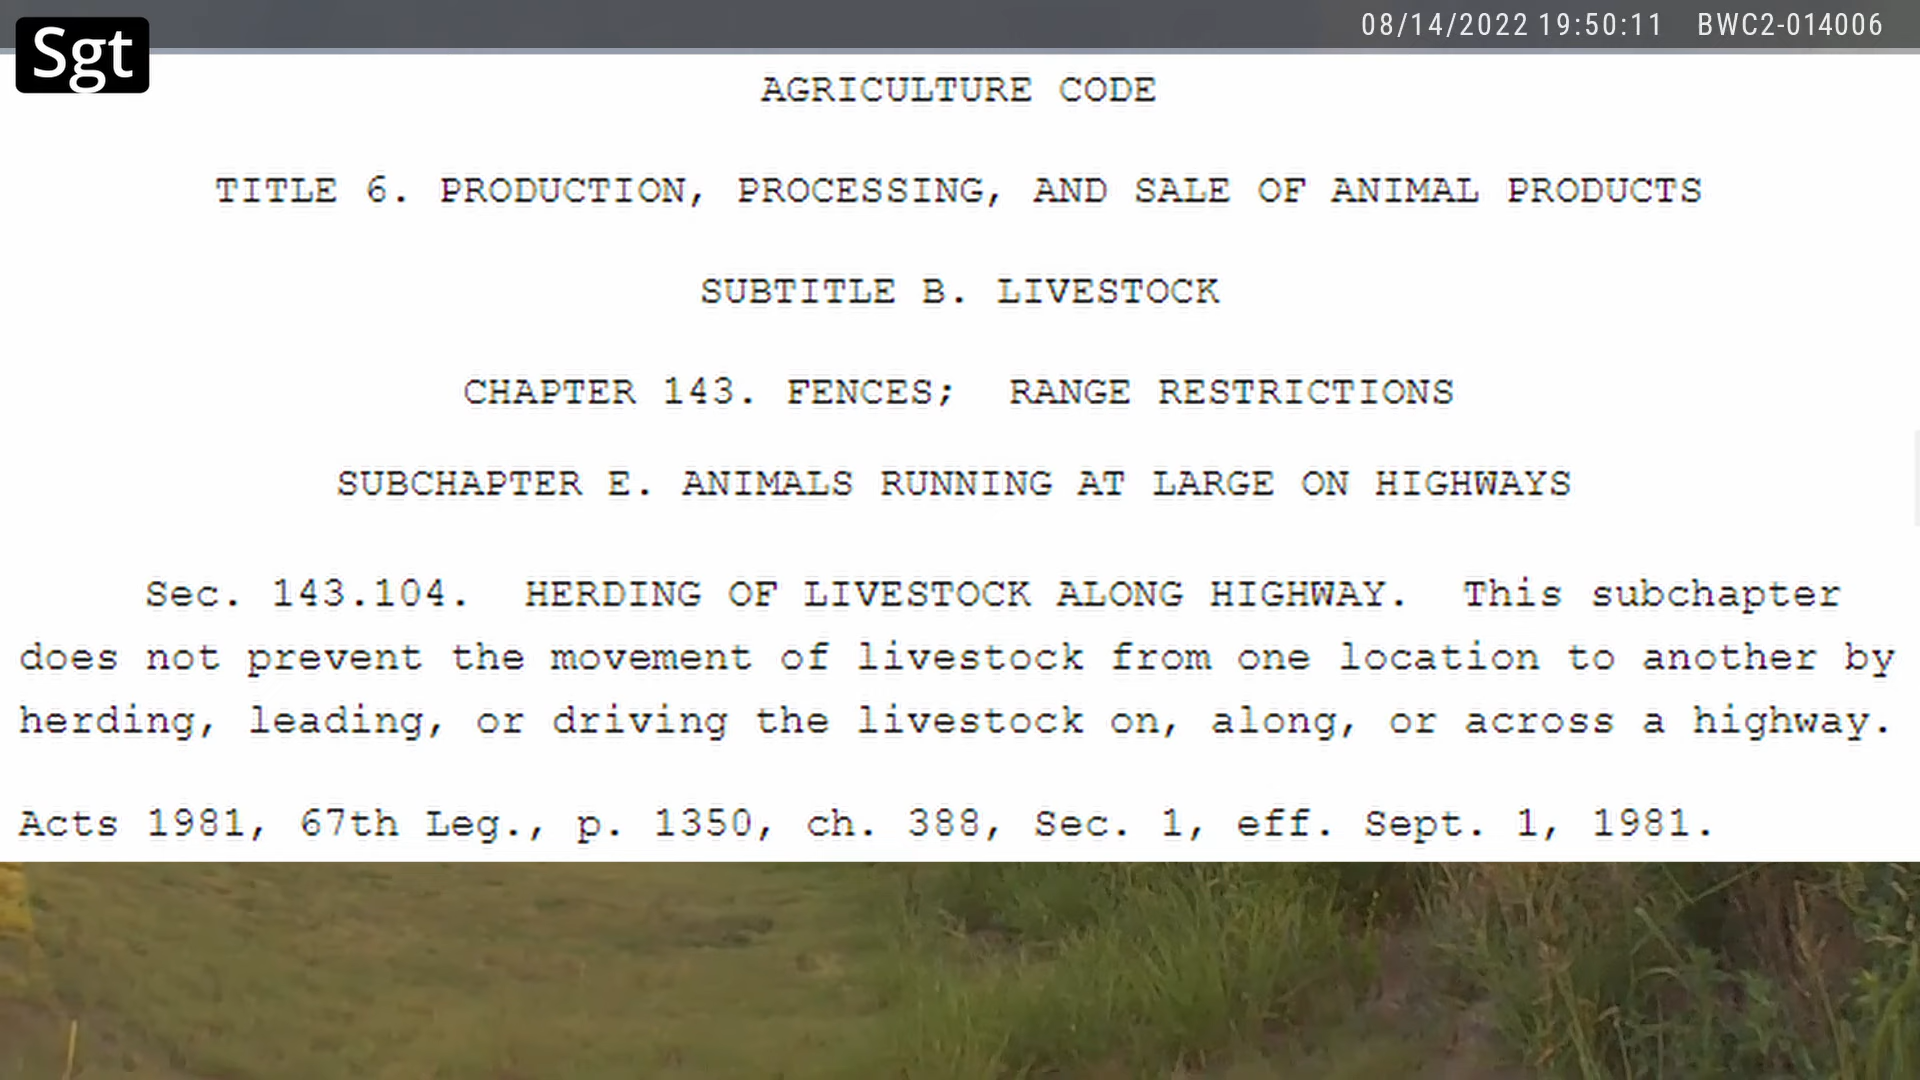 08/14/2022 19:50:11 BWC2-014006
Sgt
AGRICULTURE CODE
TITLE 6. PRODUCTION, PROCESSING, AND SALE OF ANIMAL PRODUCTS
SUBTITLE B. LIVESTOCK
CHAPTER 143. FENCES; RANGE RESTRICTIONS
SUBCHAPTER E. ANIMALS RUNNING AT LARGE ON HIGHWAYS
Sec. 143.104. HERDING OF LIVESTOCK ALONG HIGHWAY. This subchapter
does not prevent the movement of livestock from one location to another by
herding, leading, or driving the livestock on, along, or across a highway.
Acts 1981, 67th Leg., p. 1350, ch. 388, Sec. 1, eff. Sept. 1, 1981.